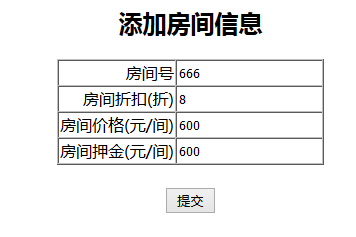 添加房间信息
房间号 666
房间折扣(折) 8
房间价格(元/间) 600
房间押金(元/间) 600
提交